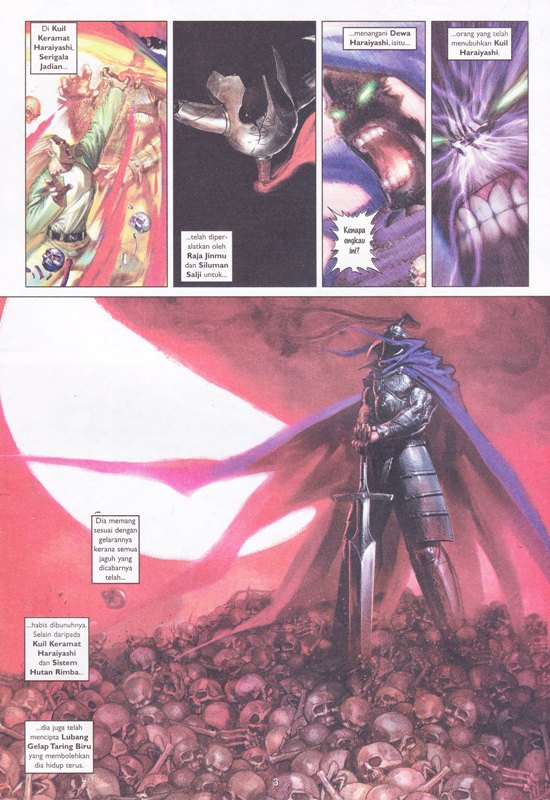 Di Kuil
Keramat
Haraiyashi,
Serigala
Jadian...
...telah diper-
alatkan oleh
Raja Jinmu
dan Siluman
Salji untuk...
...menangani Dewa
Haraiyashi, iaitu...
Kenapa
engkau
ini?
...orang yang telah
menubuhkan Kuil
Haraiyashi.
Dia memang
sesuai dengan
gelarannya
kerana semua
jaguh yang
dicabarnya
telah...
...habis dibunuhnya.
Selain daripada
Kuil Keramat
Haraiyashi
dan Sistem
Hutan Rimba...
...dia juga telah
mencipta Lubang
Gelap Taring Biru
yang membolehkan
dia hidup terus.
3